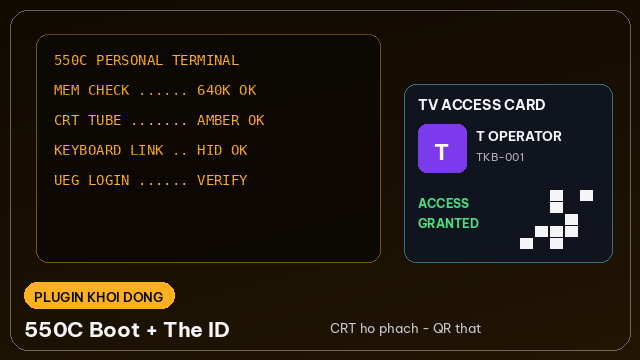 550C PERSONAL TERMINAL
MEM CHECK ...... 640K OK
CRT TUBE ....... AMBER OK
KEYBOARD LINK .. HID OK
UEG LOGIN ...... VERIFY
TV ACCESS CARD
T
T OPERATOR
TKB-001
ACCESS
GRANTED
PLUGIN KHOI DONG
550C Boot + The ID
CRT ho phach - QR that